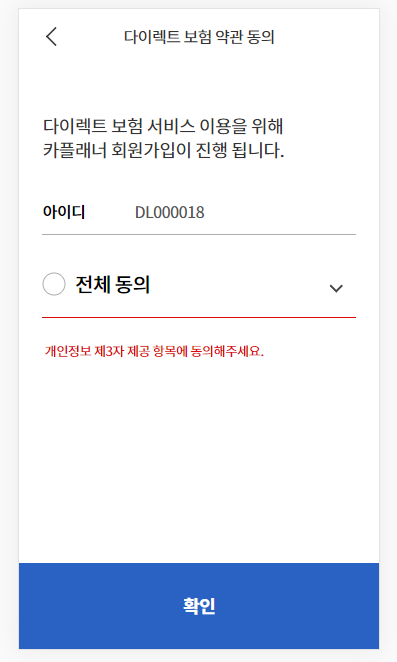 다이렉트 보험 약관 동의
다이렉트 보험 서비스 이용을 위해
카플래너 회원가입이 진행 됩니다.
아이디 DL000018
전체 동의
개인정보 제3자 제공 항목에 동의해주세요.
확인